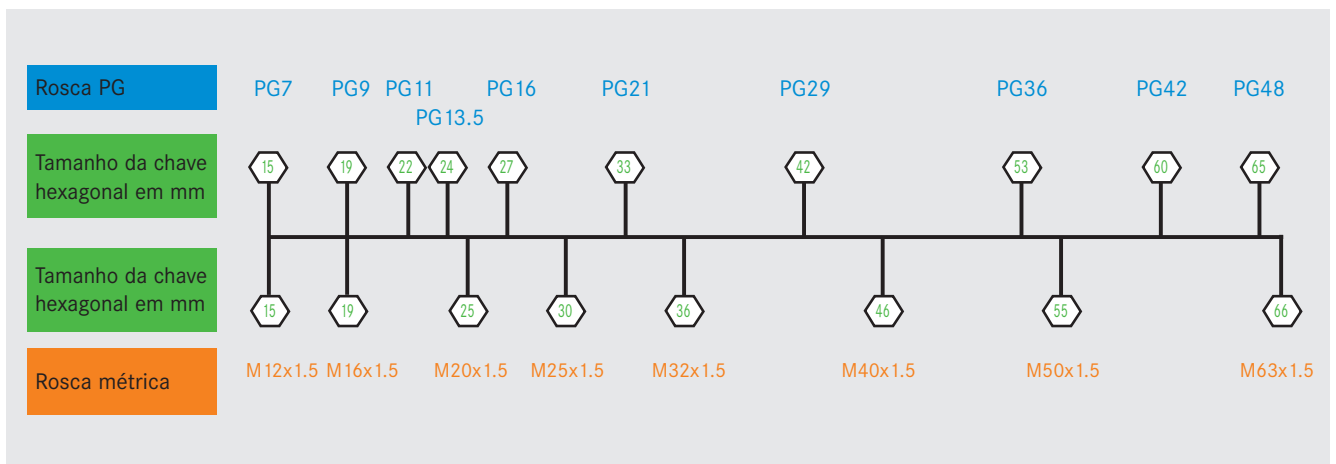 Rosca PG
PG7 PG9 PG11 PG16 PG21 PG29 PG36 PG42 PG48
PG13.5
Tamanho da chave
hexagonal em mm
15 19 22 24 27 33 42 53 60 65
Tamanho da chave
hexagonal em mm
15 19 25 30 36 46 55 66
Rosca métrica
M12x1.5 M16x1.5 M20x1.5 M25x1.5 M32x1.5 M40x1.5 M50x1.5 M63x1.5